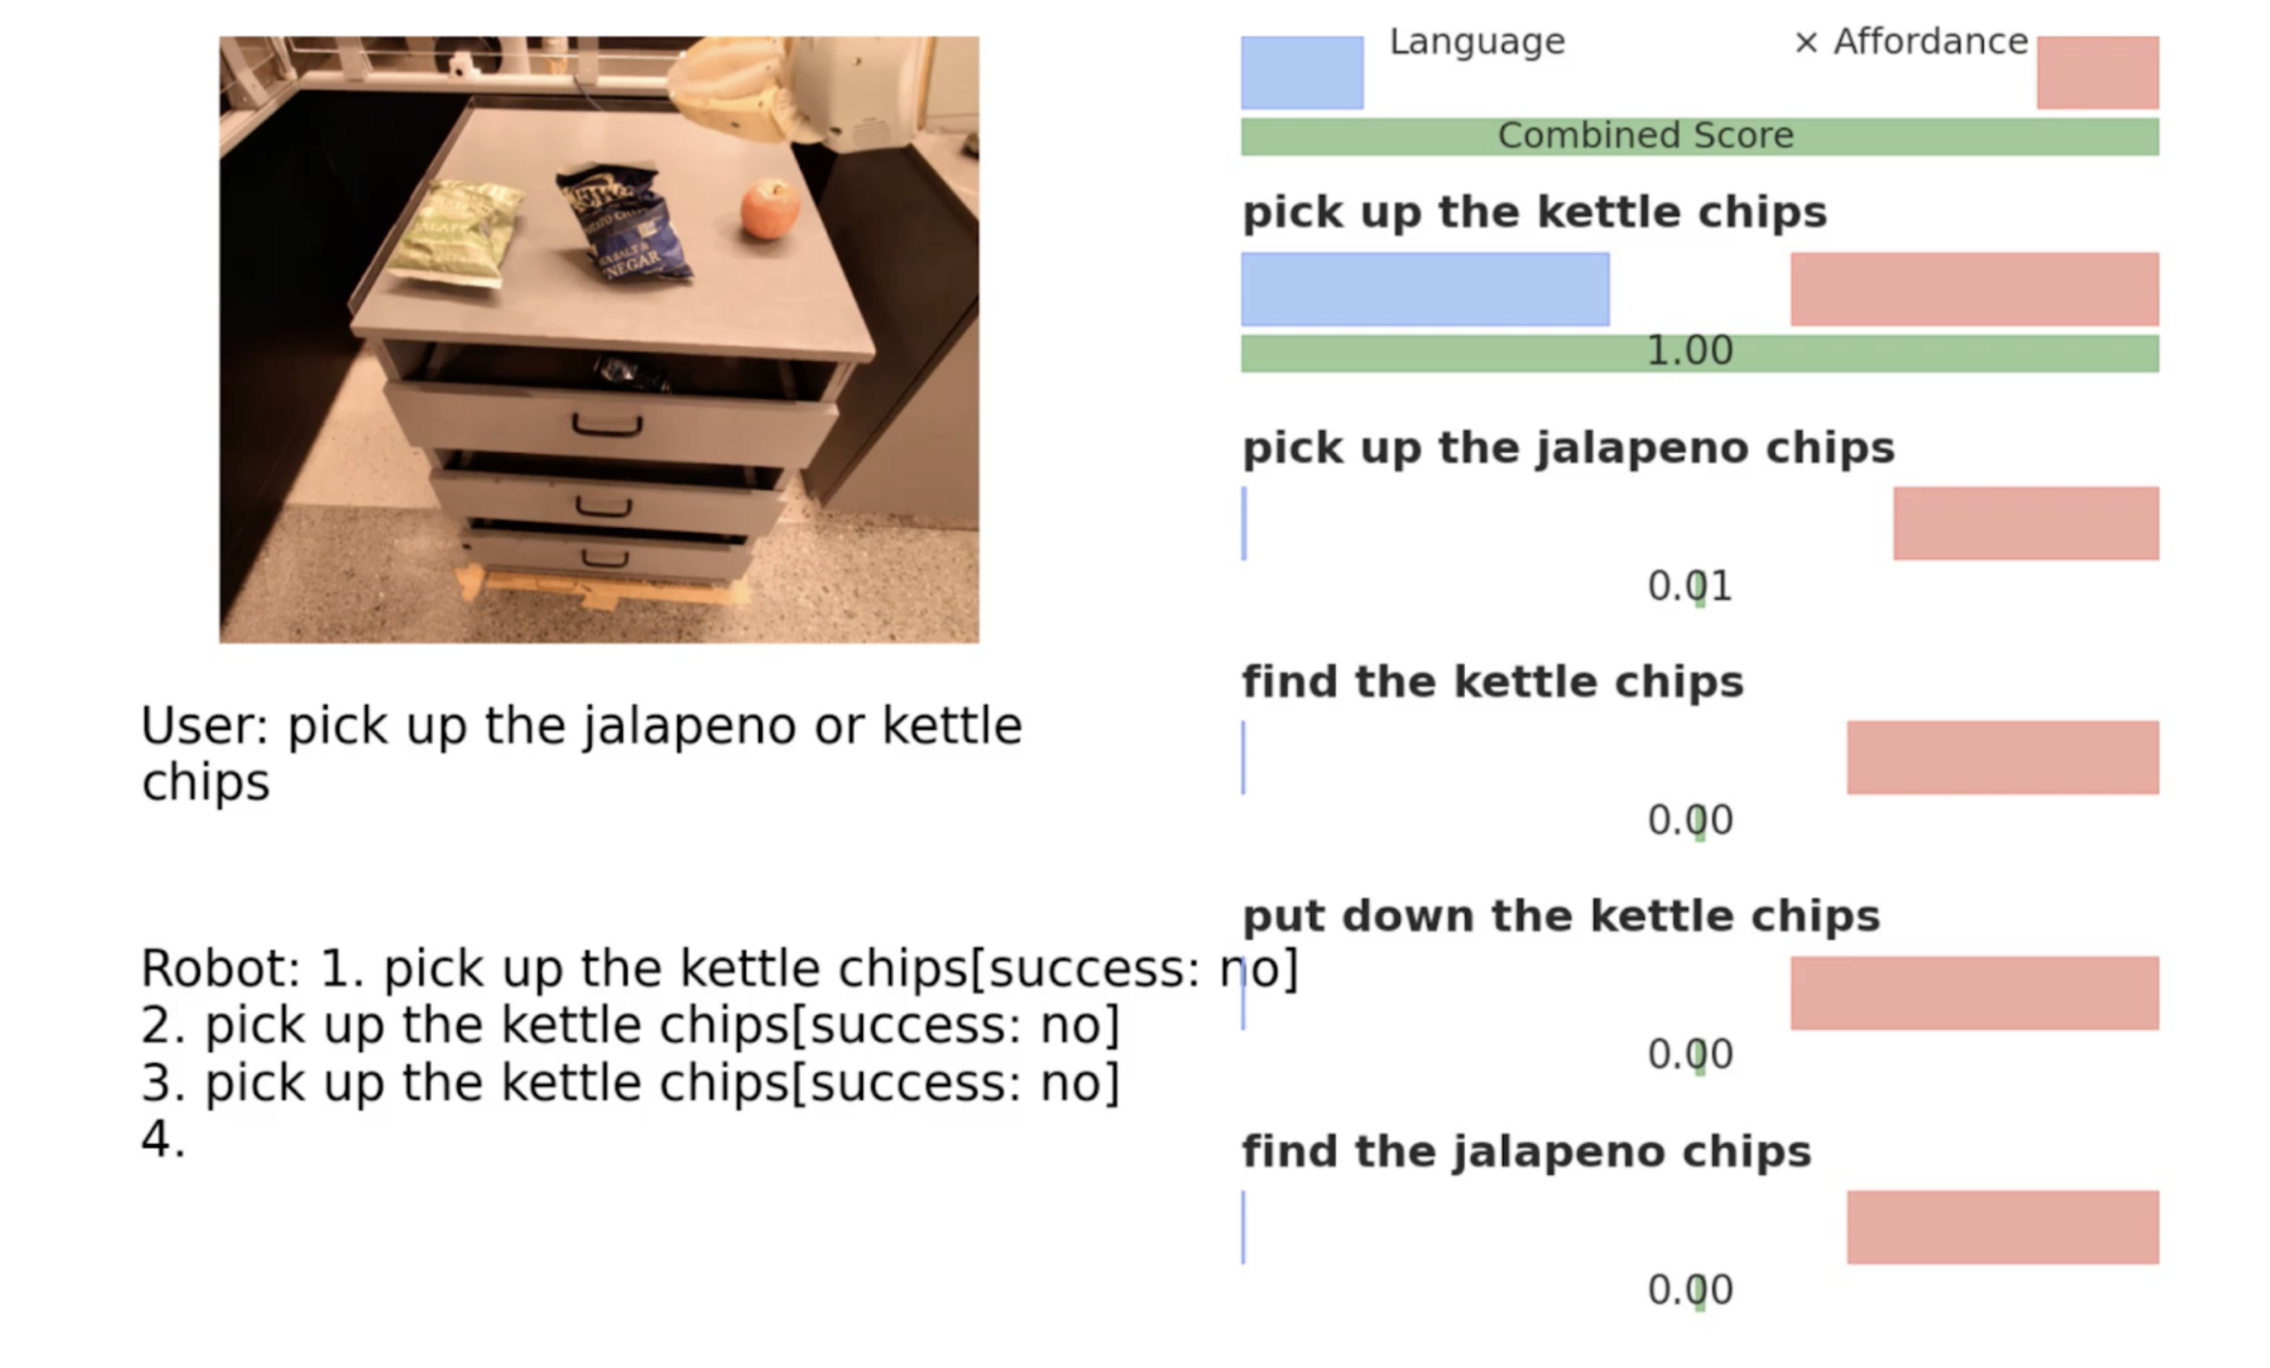 Language × Affordance
Combined Score
pick up the kettle chips
1.00
pick up the jalapeno chips
0.01
find the kettle chips
0.00
put down the kettle chips
0.00
find the jalapeno chips
0.00
User: pick up the jalapeno or kettle
chips
Robot: 1. pick up the kettle chips[success: no]
2. pick up the kettle chips[success: no]
3. pick up the kettle chips[success: no]
4.